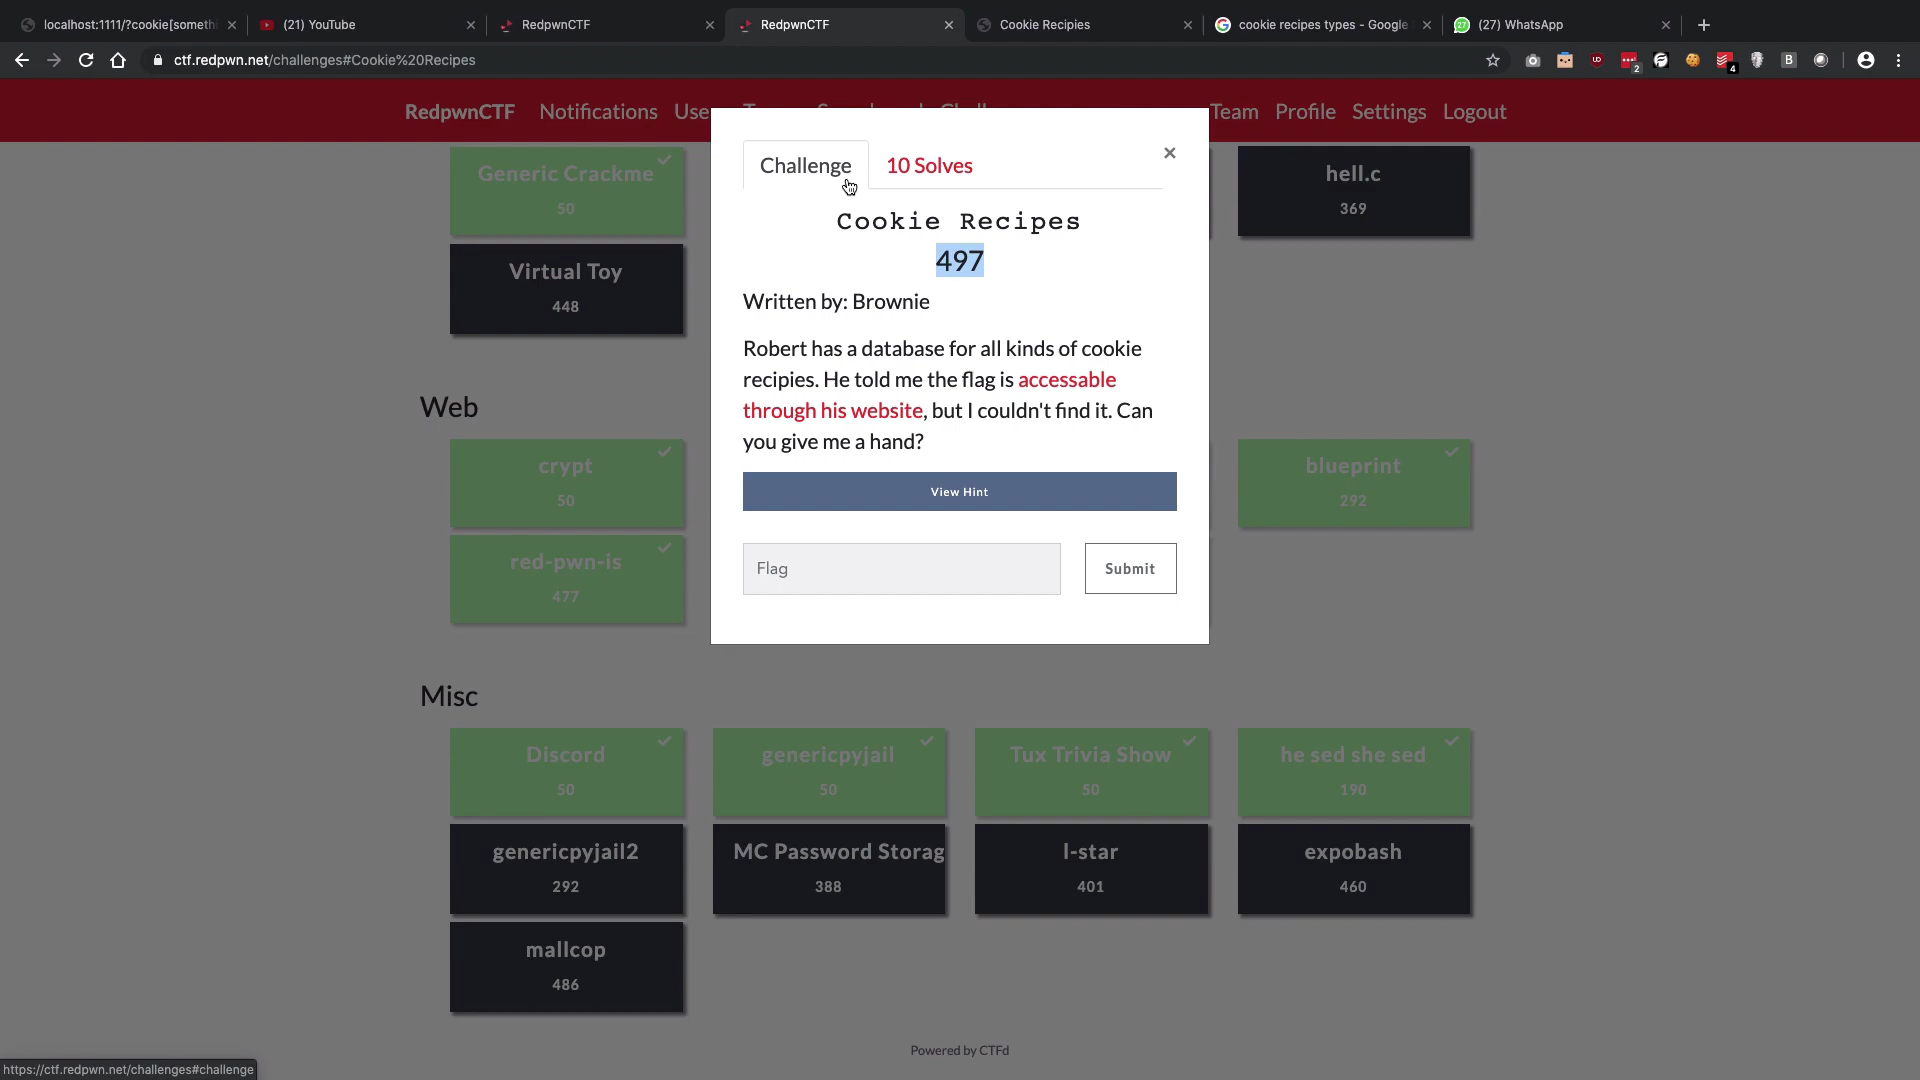 localhost:1111/?cookie[someth
(21) YouTube
RedpwnCTF
RedpwnCTF
Cookie Recipies
cookie recipes types - Google
(27) WhatsApp
ctf.redpwn.net/challenges#Cookie%20Recipes
RedpwnCTF
Notifications
Team
Profile
Settings
Logout
Challenge
10 Solves
Cookie Recipes
497
Written by: Brownie
Robert has a database for all kinds of cookie
recipies. He told me the flag is accessable
through his website, but I couldn't find it. Can
you give me a hand?
View Hint
Flag
Submit
Generic Crackme
50
hell.c
369
Virtual Toy
448
Web
crypt
50
blueprint
292
red-pwn-is
477
Misc
Discord
50
genericpyjail
50
Tux Trivia Show
50
he sed she sed
190
genericpyjail2
292
MC Password Storag
388
l-star
401
expobash
460
mallcop
486
Powered by CTFd
https://ctf.redpwn.net/challenges#challenge